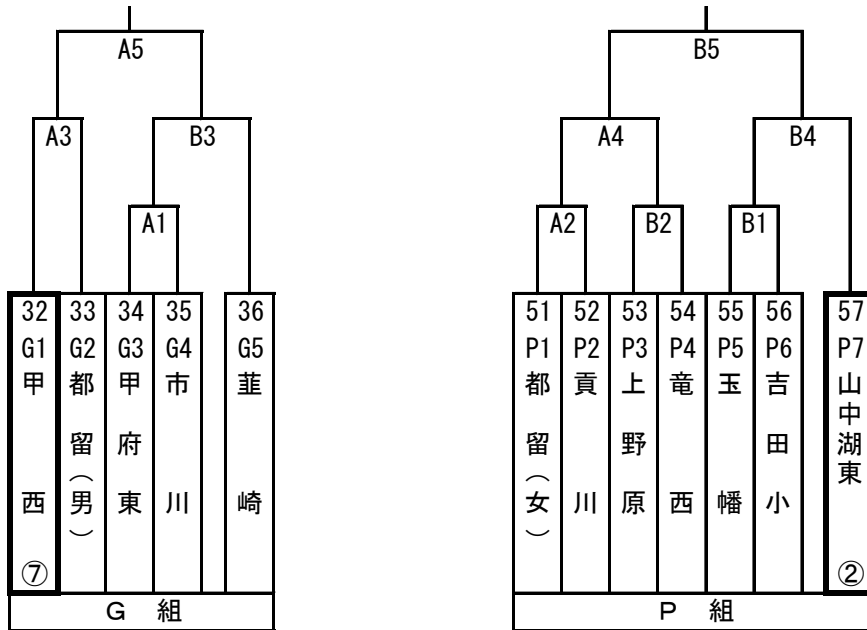 A5
B5
A3
B3
A4
B4
A1
A2
B2
B1
32 33 34 35 36
G1 G2 G3 G4 G5
甲西
都留(男)
甲府東
市川
韮崎
⑦
G 組
51 52 53 54 55 56 57
P1 P2 P3 P4 P5 P6 P7
都留(女)
貢川
上野原
竜西
玉幡
吉田小
山中湖東
②
P 組